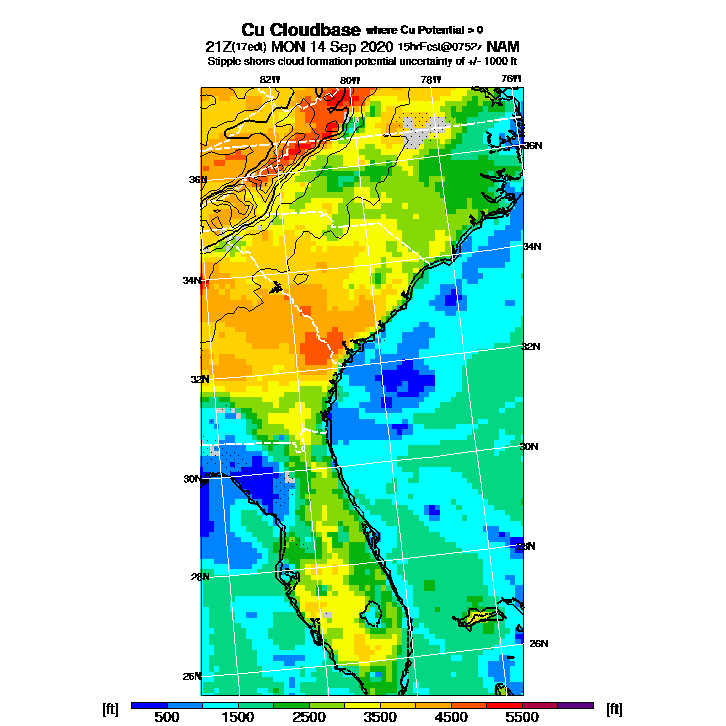 Cu Cloudbase where Cu Potential > 0
21Z(17edt) MON 14 Sep 2020 15hrFcst@0752z NAM
Stipple shows cloud formation potential uncertainty of +/- 1000 ft
82W 80W 78W 76W
36N
36N
34N
34N
32N
32N
30N
30N
28N
28N
26N
26N
[ft] 500 1500 2500 3500 4500 5500 [ft]